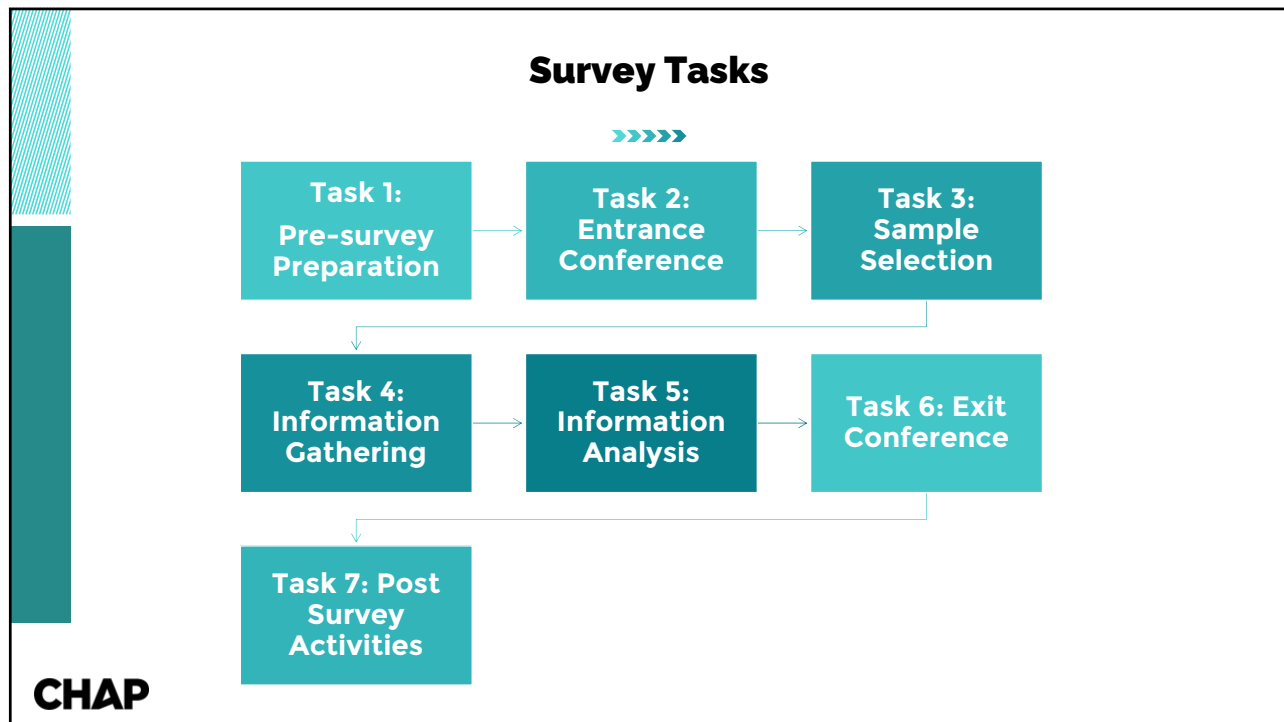 Survey Tasks
Task 1:
Pre-survey
Preparation
Task 2:
Entrance
Conference
Task 3:
Sample
Selection
Task 4:
Information
Gathering
Task 5:
Information
Analysis
Task 6: Exit
Conference
Task 7: Post
Survey
Activities
CHAP